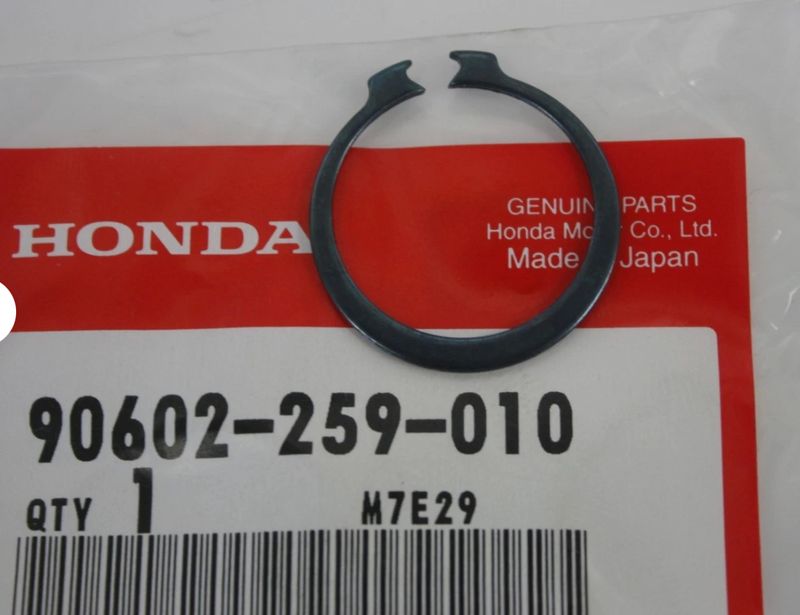 HONDA
GENUIN PARTS
Honda Mo r Co., Ltd.
Made Japan
90602-259-010
QTY 1
M7E29